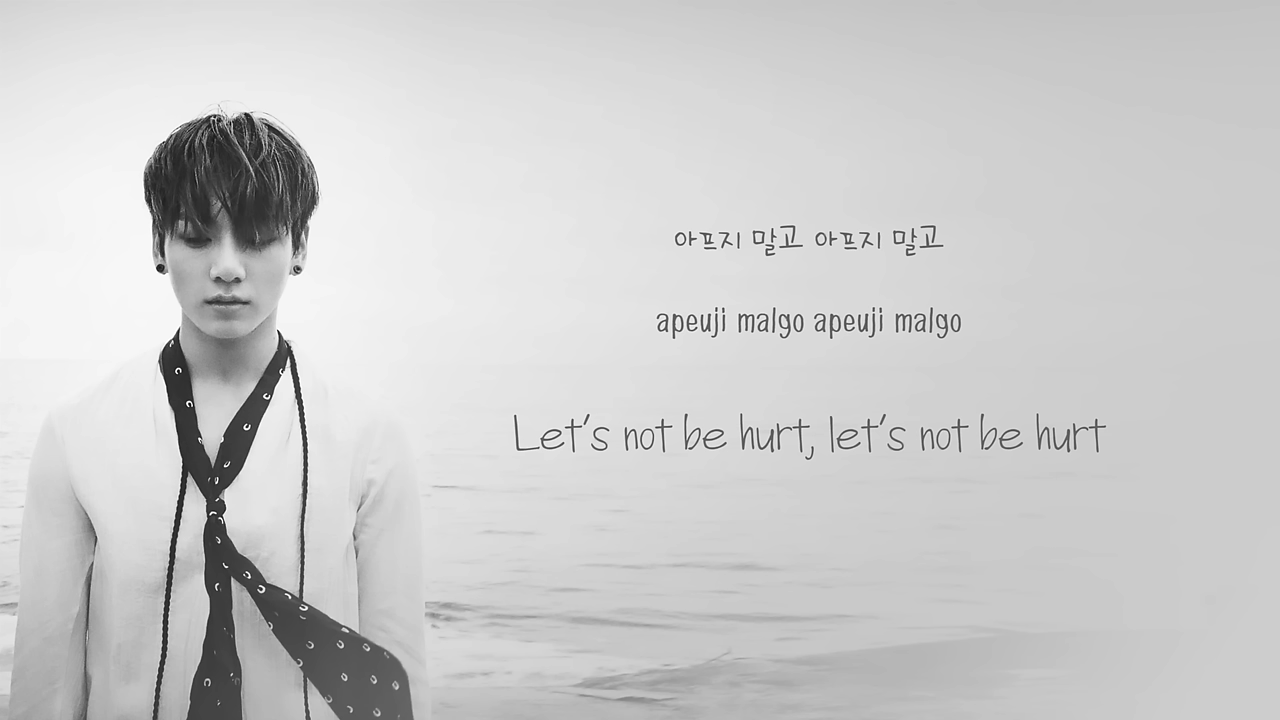 아프지 말고 아프지 말고
apeuji malgo apeuji malgo
Let's not be hurt, let's not be hurt